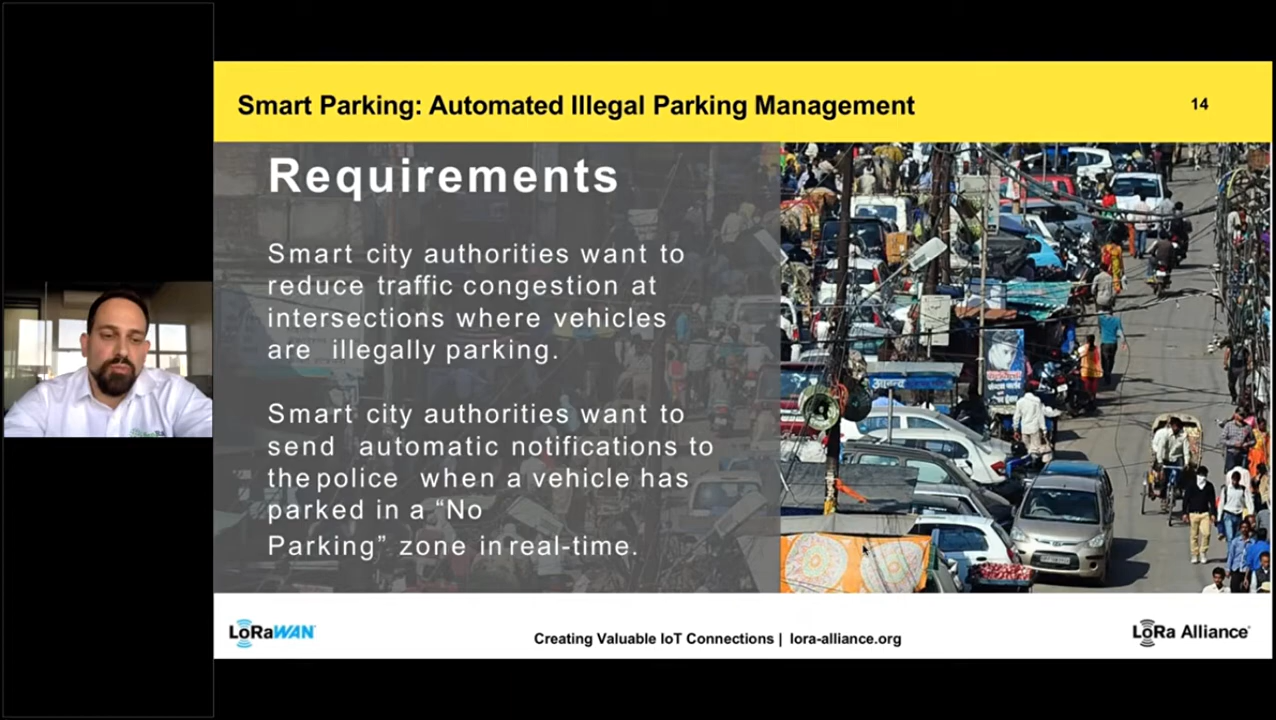 Smart Parking: Automated Illegal Parking Management
14
Requirements
Smart city authorities want to
reduce traffic congestion at
intersections where vehicles
are illegally parking.
Smart city authorities want to
send automatic notifications to
the police when a vehicle has
parked in a “No
Parking” zone in real-time.
आनन्द
LoRaWAN
Creating Valuable IoT Connections | lora-alliance.org
LoRa Alliance